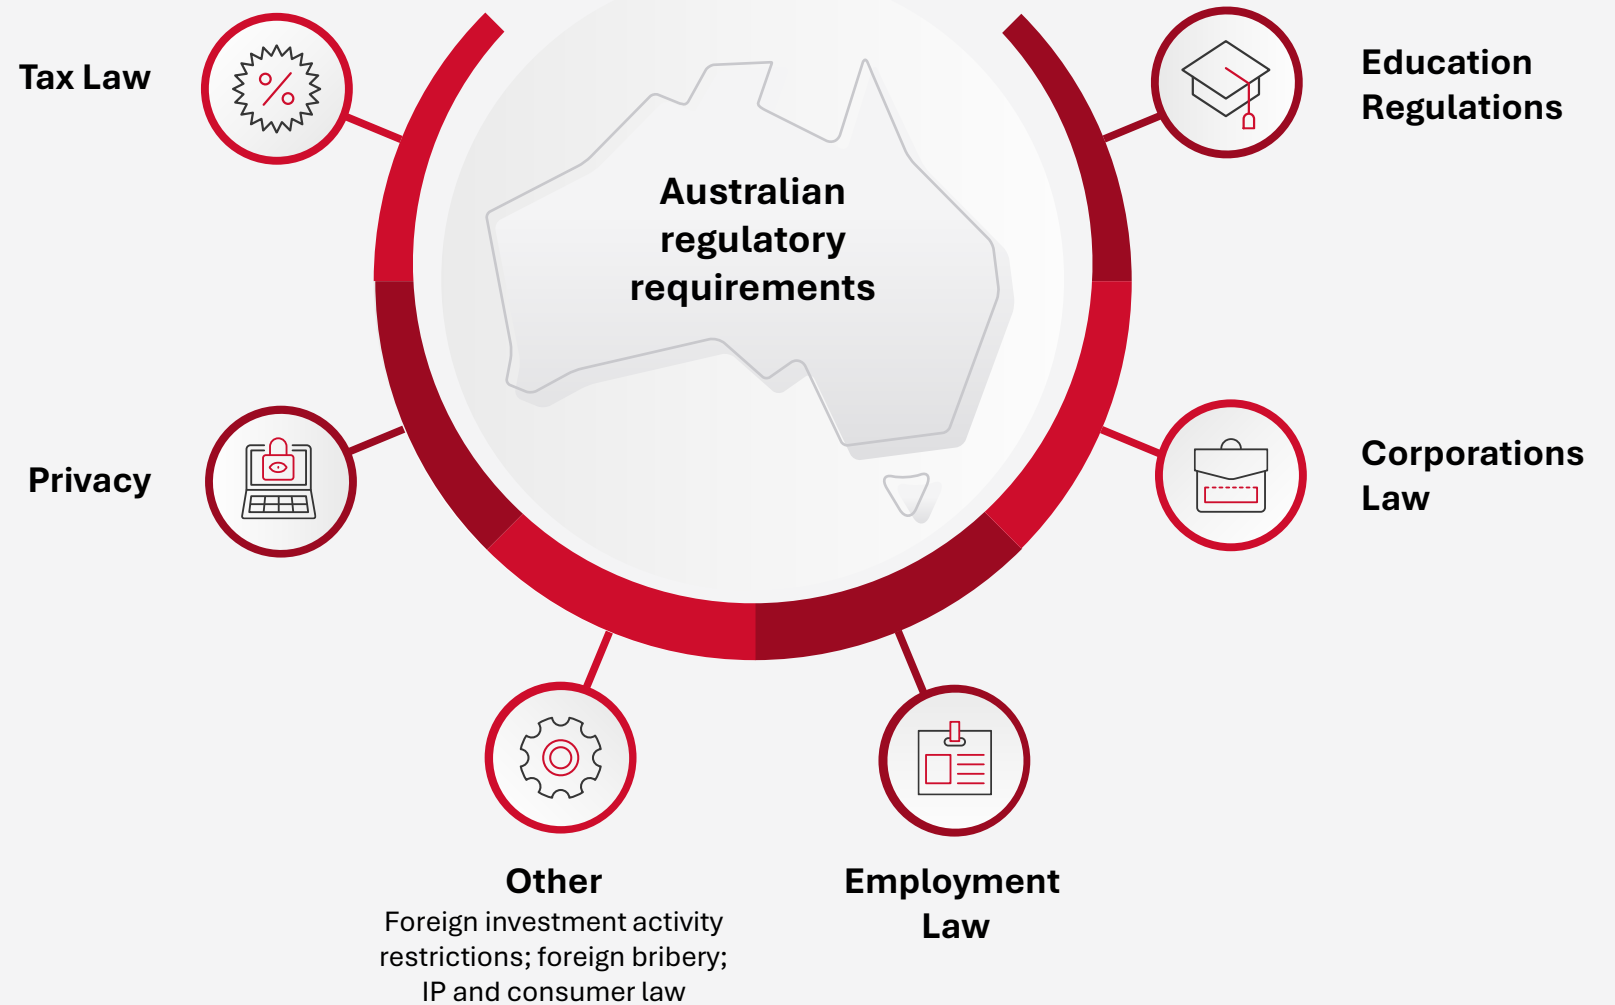 Australian
regulatory
requirements
Tax Law
Education
Regulations
Privacy
Corporations
Law
Other
Foreign investment activity
restrictions; foreign bribery;
IP and consumer law
Employment
Law